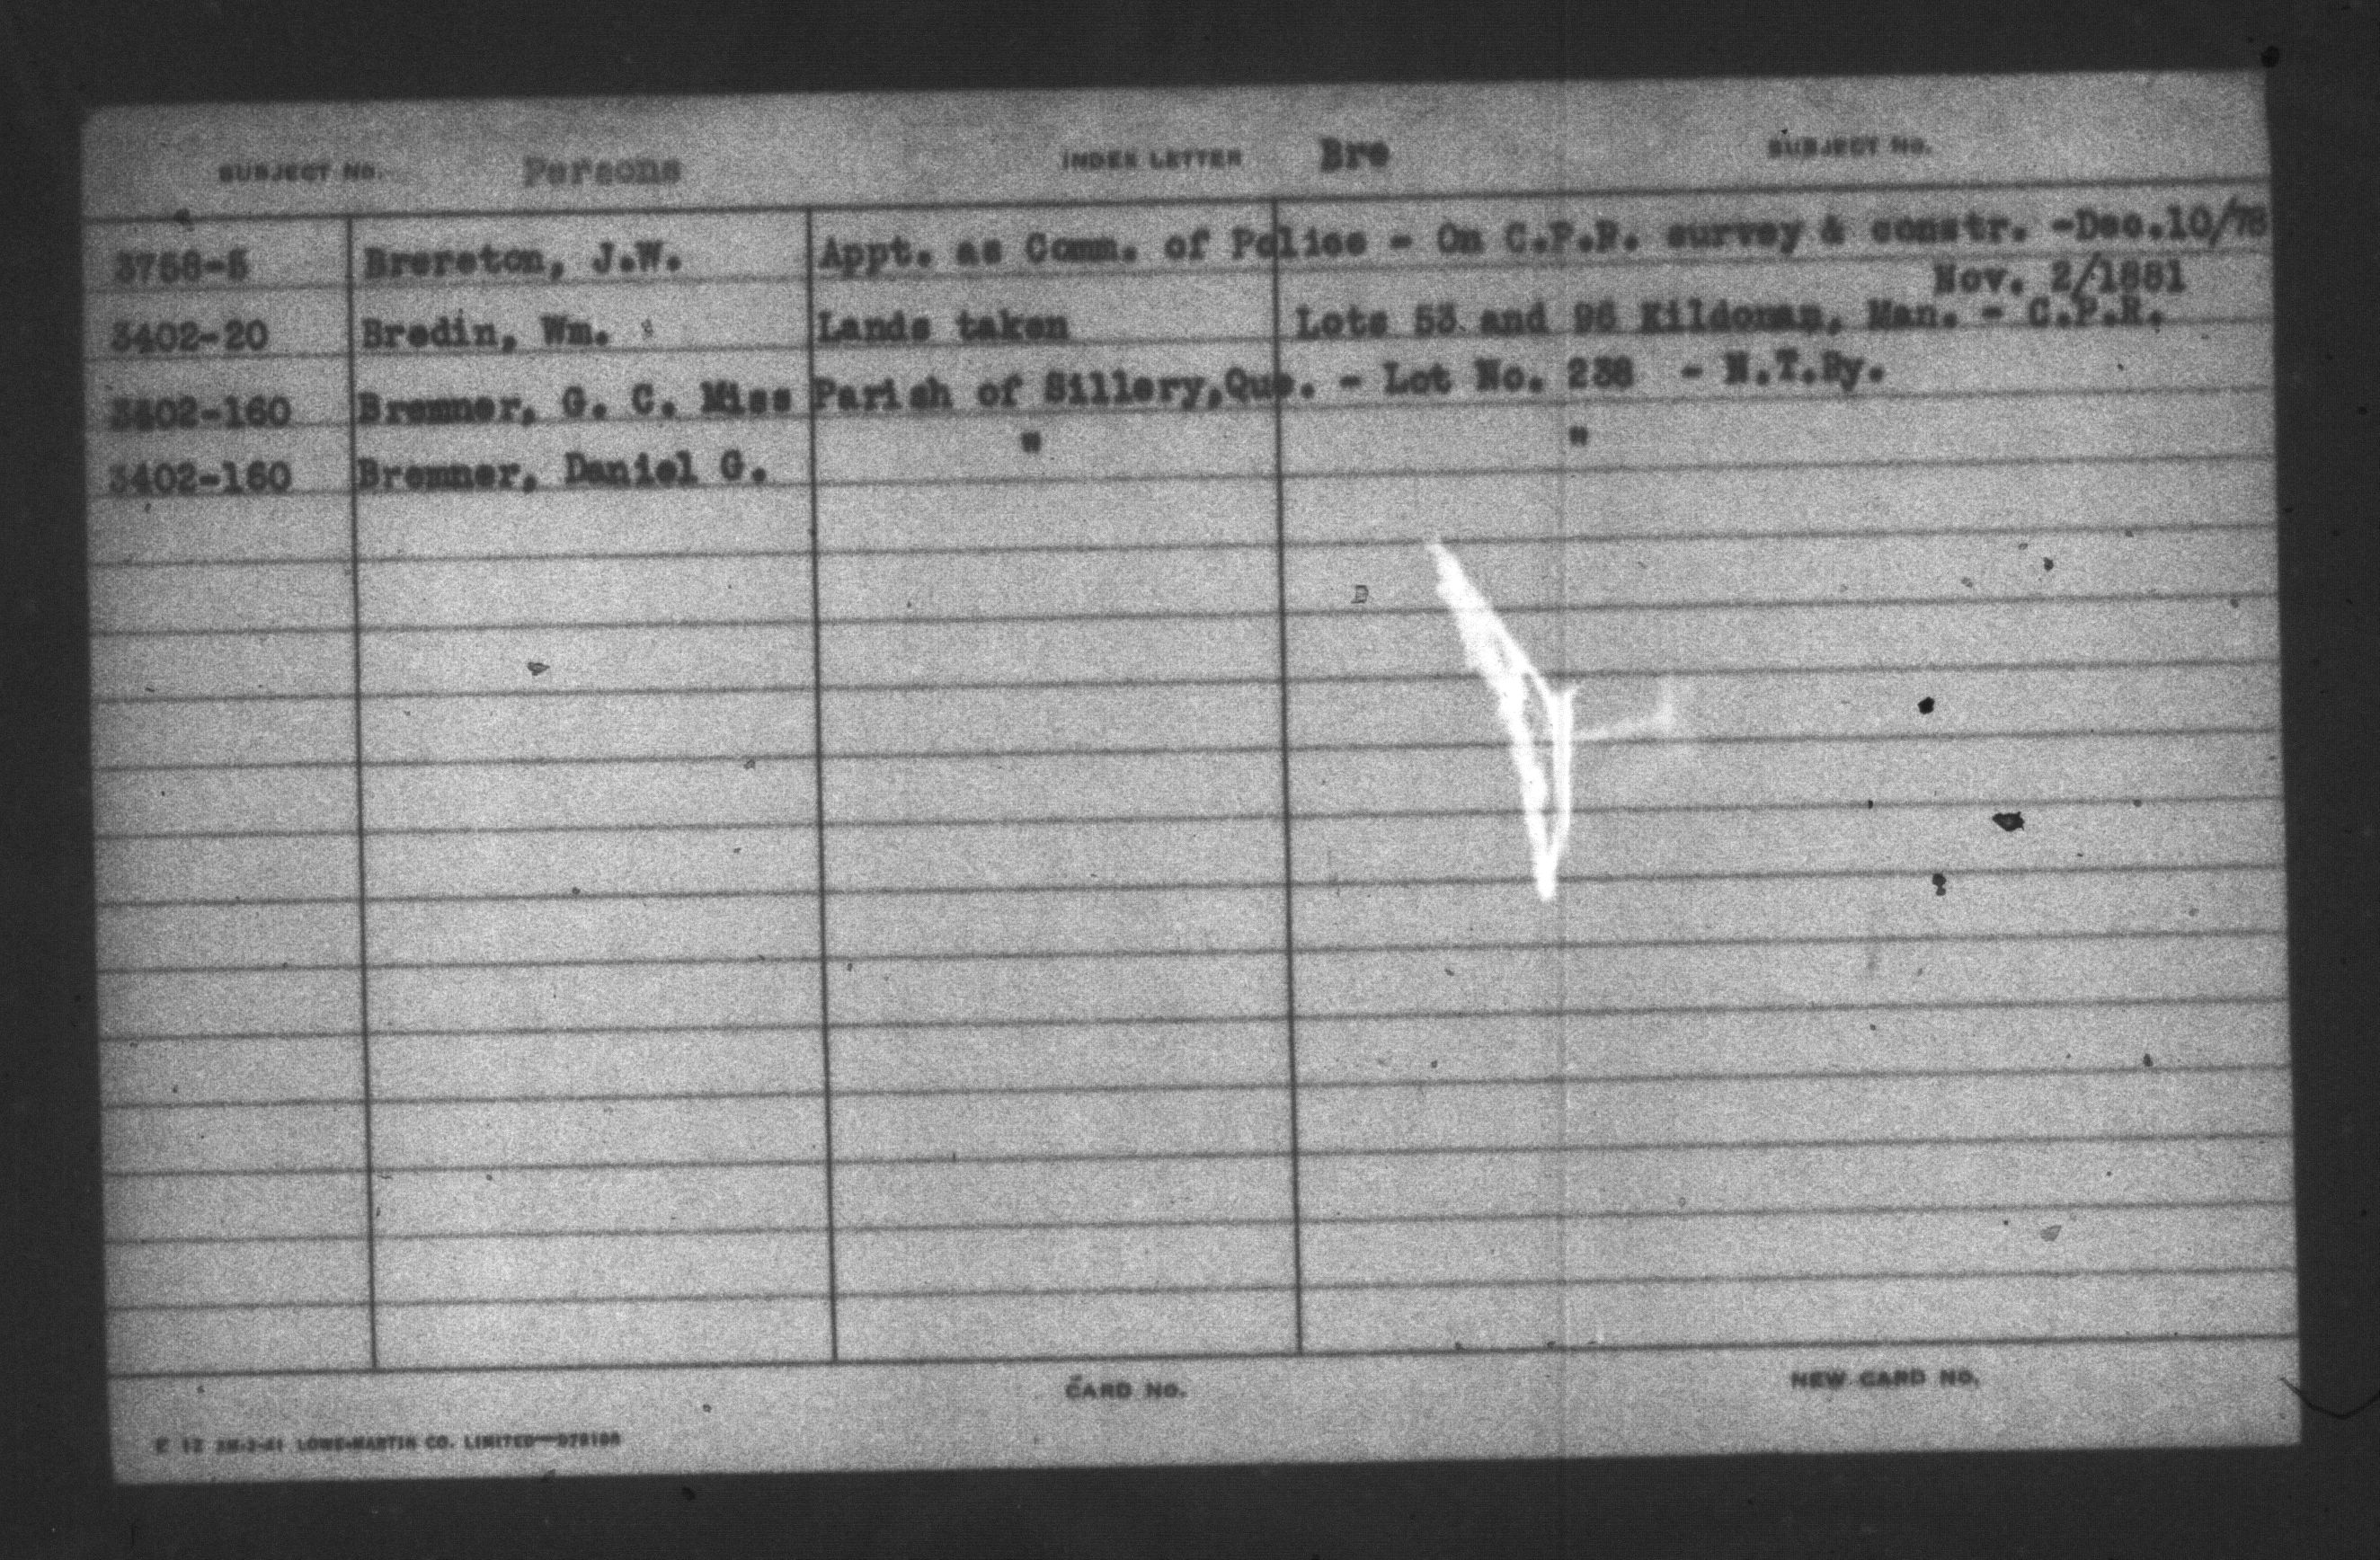 SUBJECT No. Persons INDEX LETTER Bre SUBJECT No.
3758-5 Brereton, J.W. Appt. as Comm. of Police - On C.P.R. survey & constr. -Dec.10/78
Nov. 2/1881
3402-20 Bredin, Wm. Lands taken Lots 53 and 96 Kildonan, Man. - C.P.R.
3402-160 Bremner, G. C. Miss Parish of Sillery,Que. - Lot No. 238 - N.T.Ry.
3402-160 Bremner, Daniel G. " "
CARD No. NEW CARD NO.
E 12 LOWE-MARTIN CO. LIMITED